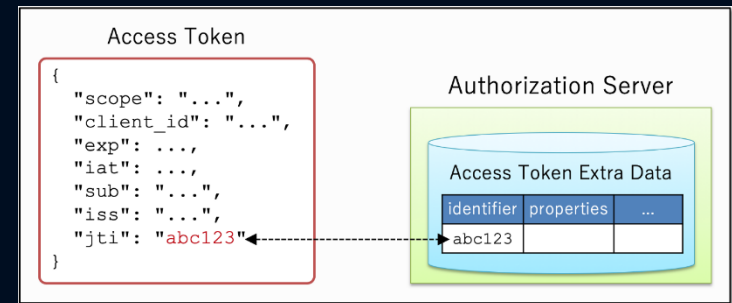 Access Token
{
"scope": "...",
"client_id": "...",
"exp": ...,
"iat": ...,
"sub": "...",
"iss": "...",
"jti": "abc123"
}
Authorization Server
Access Token Extra Data
identifier properties ...
abc123